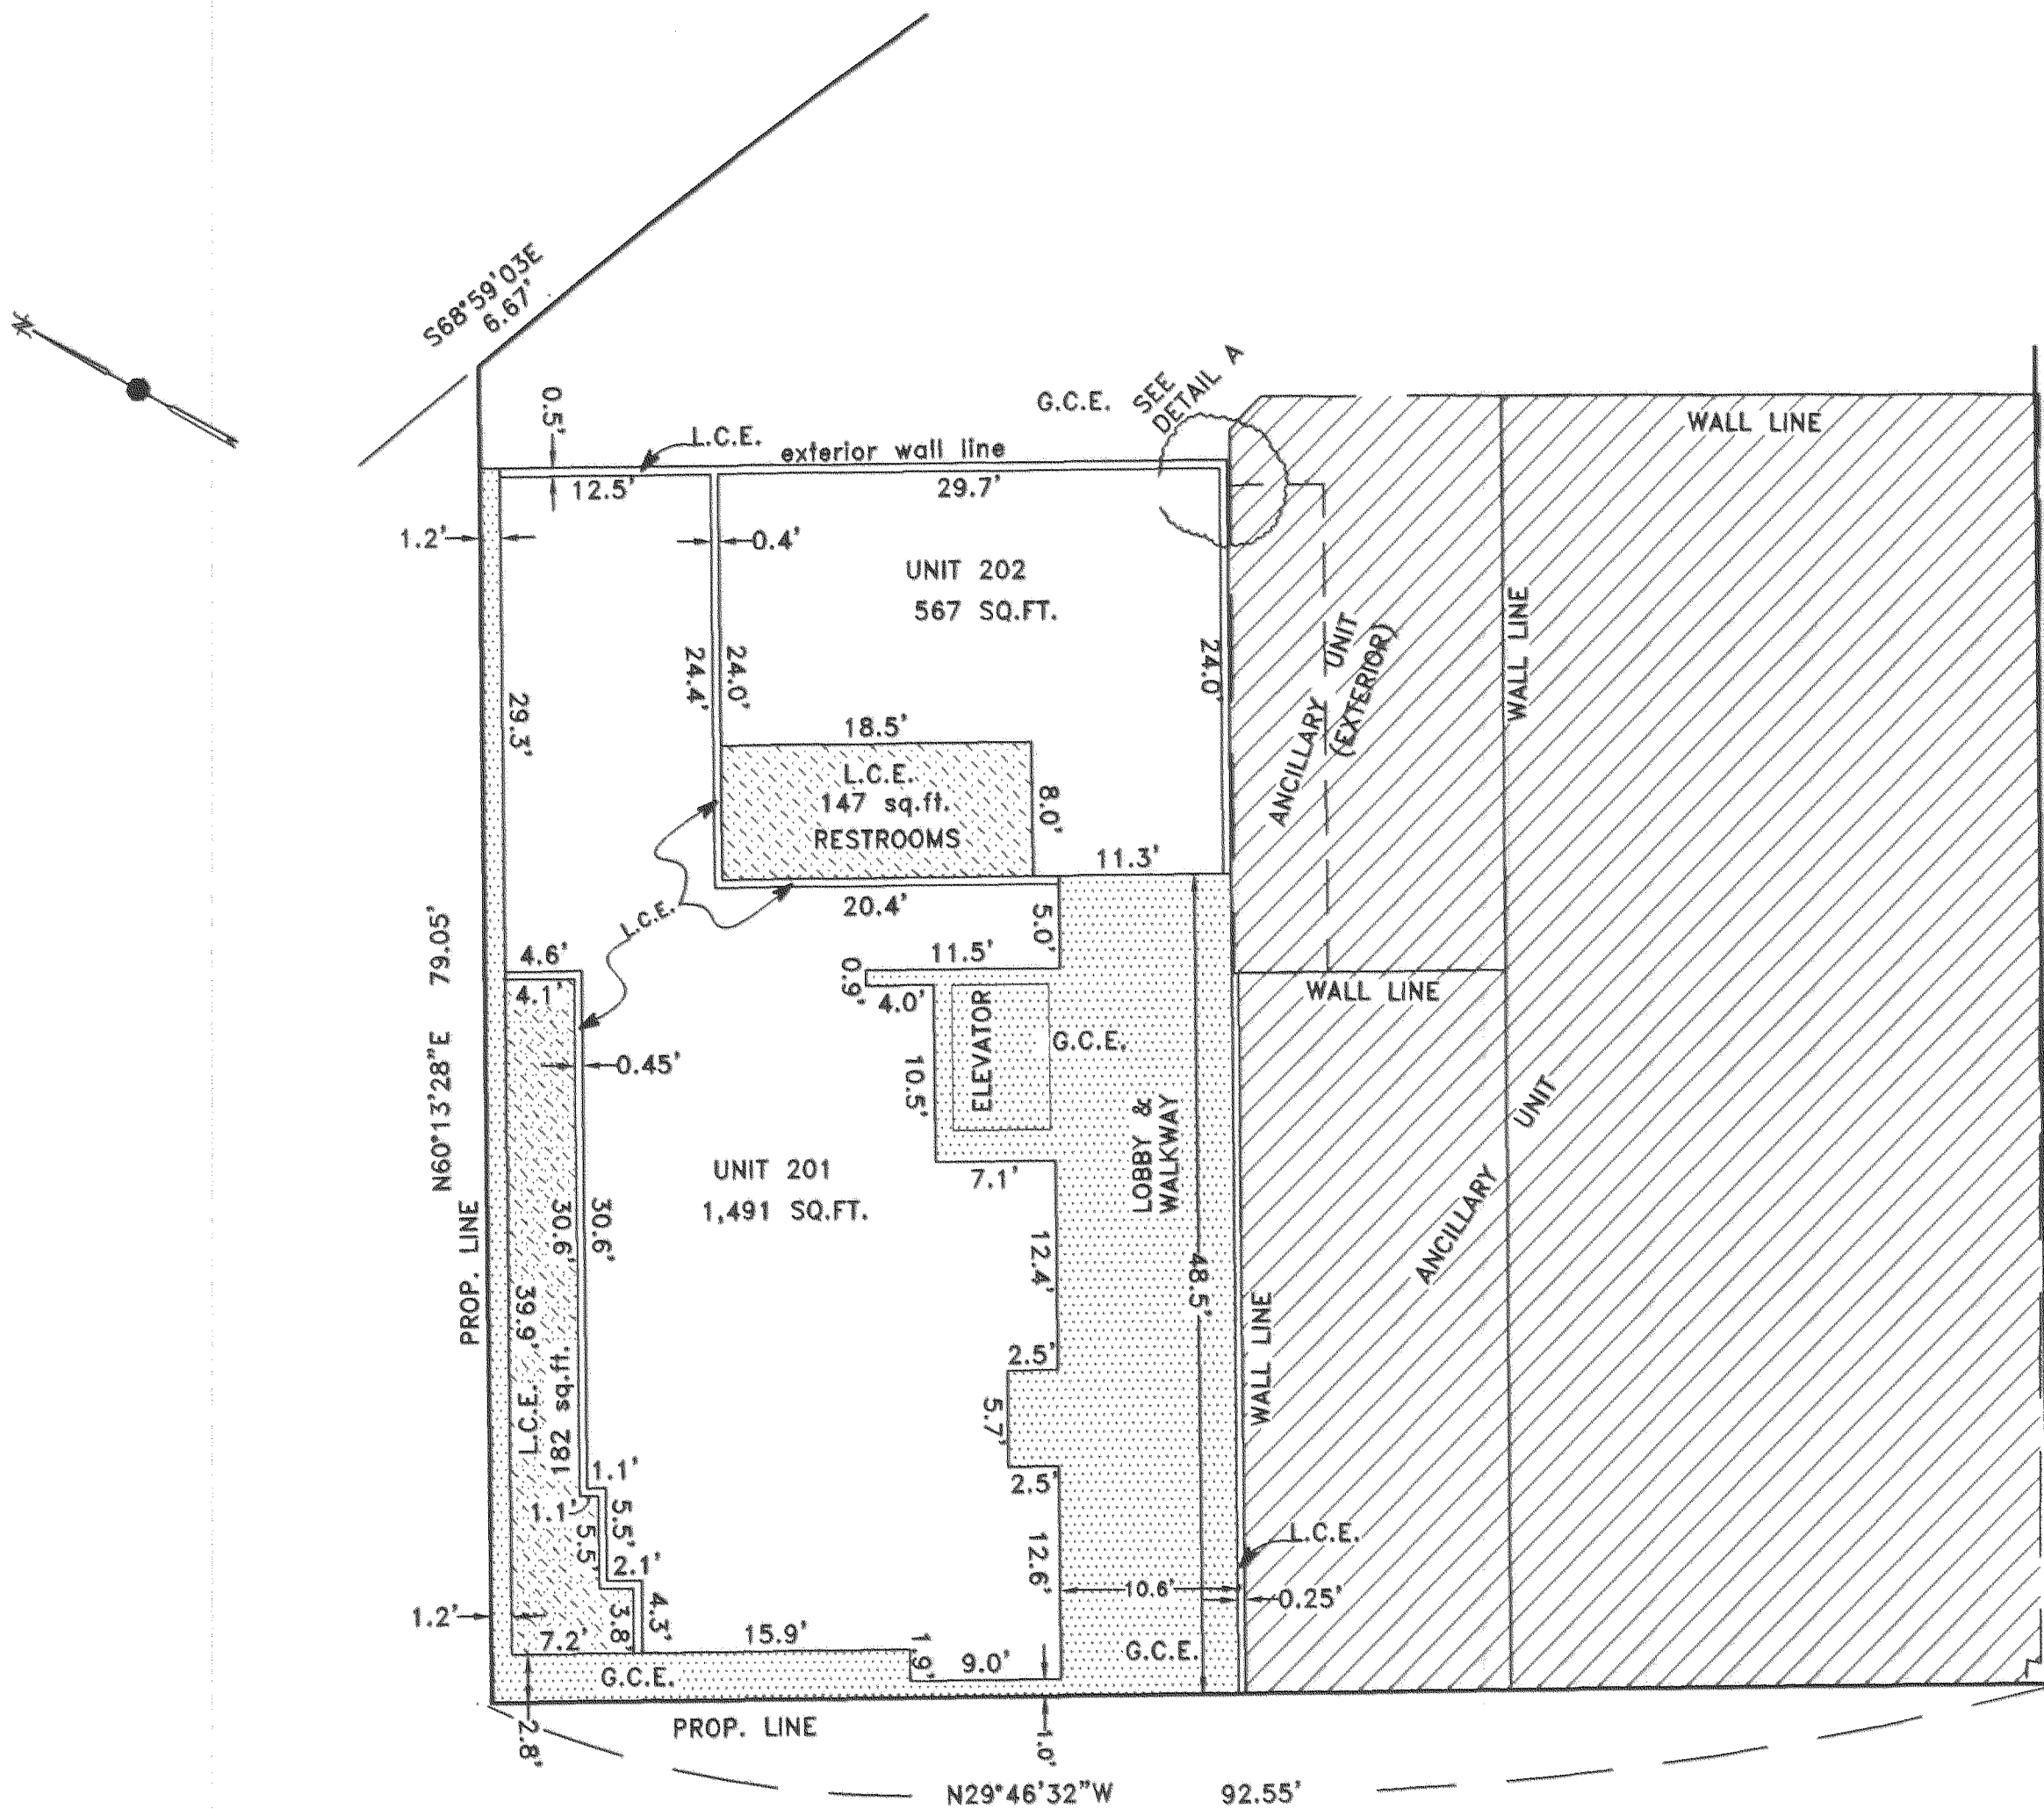 S68°59'03E
6.67'
N
0.5'
L.C.E.
exterior wall line
G.C.E.
SEE
DETAIL A
WALL LINE
12.5'
29.7'
1.2'
0.4'
UNIT 202
567 SQ.FT.
29.3'
24.4'
24.0'
24.0'
ANCILLARY UNIT
(EXTERIOR)
WALL LINE
18.5'
L.C.E.
147 sq.ft.
RESTROOMS
8.0'
11.3'
20.4'
5.0'
L.C.E.
4.6'
4.1'
11.5'
0.9'
4.0'
ELEVATOR
G.C.E.
WALL LINE
N60°13'28"E 79.05'
PROP. LINE
0.45'
10.5'
LOBBY &
WALKWAY
UNIT 201
1,491 SQ.FT.
7.1'
30.6'
30.6'
12.4'
48.5'
ANCILLARY UNIT
39.9'
L.C.E.
182 sq.ft.
2.5'
5.7'
2.5'
WALL LINE
1.1'
1.1'
5.5'
5.5'
2.1'
12.6'
10.6'
L.C.E.
0.25'
1.2'
7.2'
3.8'
4.3'
15.9'
1.9'
9.0'
G.C.E.
G.C.E.
2.8'
PROP. LINE
1.0'
N29°46'32"W 92.55'